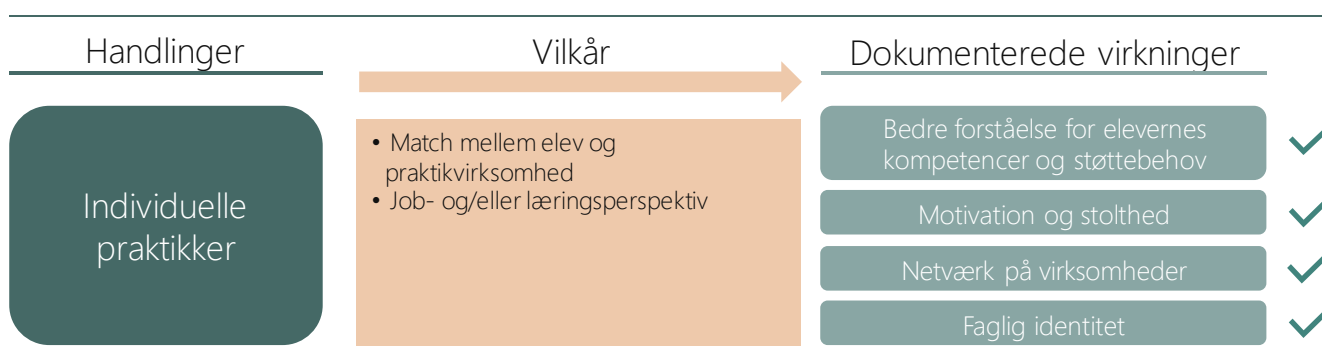 Handlinger
Vilkår
Dokumenterede virkninger
Individuelle
praktikker
• Match mellem elev og
praktikvirksomhed
• Job- og/eller læringsperspektiv
Bedre forståelse for elevernes
kompetencer og støttebehov
Motivation og stolthed
Netværk på virksomheder
Faglig identitet